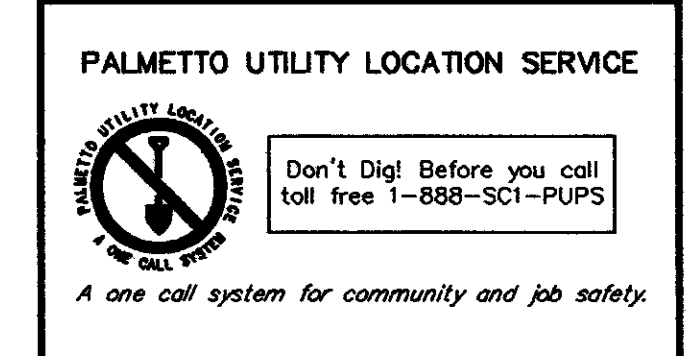 PALMETTO UTILITY LOCATION SERVICE
PALMETTO UTILITY LOCATION SERVICE
A ONE CALL SYSTEM
Don't Dig! Before you call
toll free 1-888-SC1-PUPS
A one call system for community and job safety.